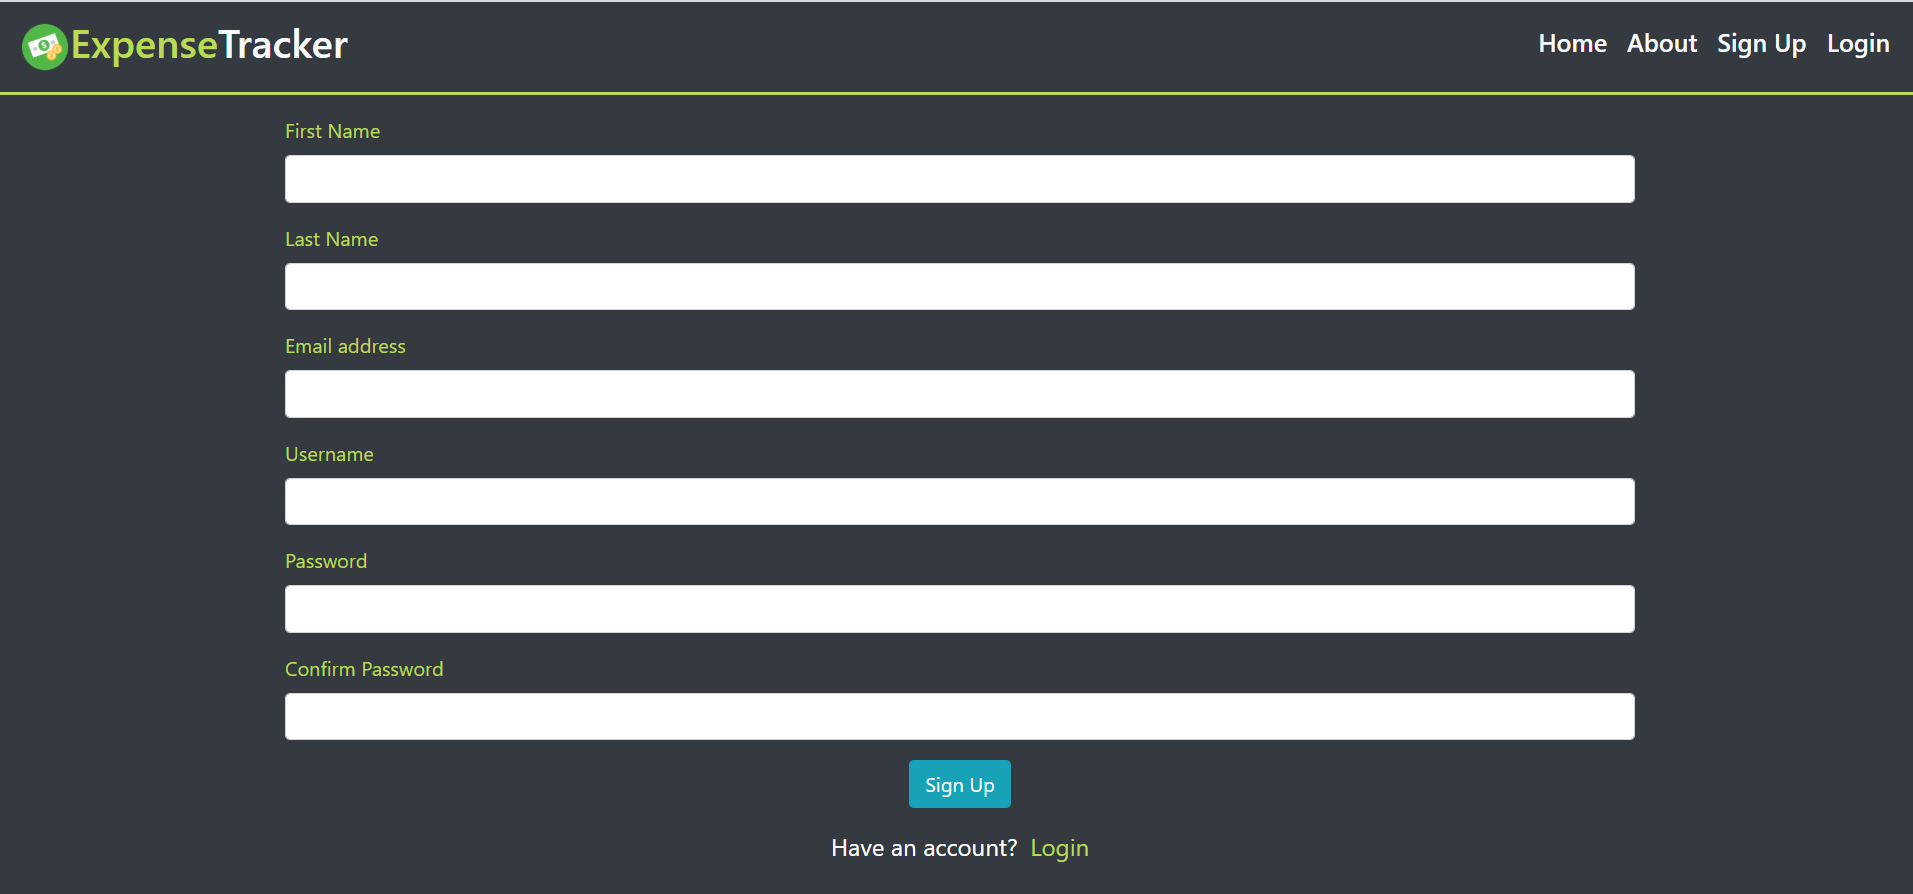 ExpenseTracker
Home About Sign Up Login
First Name
Last Name
Email address
Username
Password
Confirm Password
Sign Up
Have an account? Login